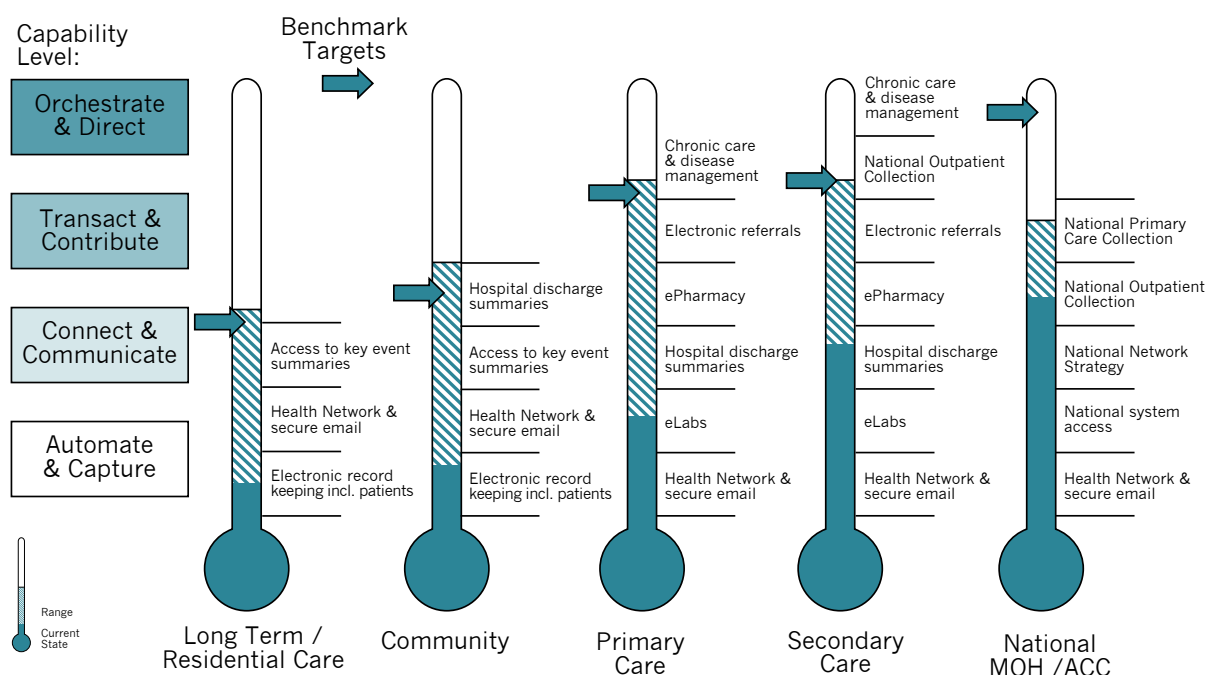 Capability
Level:
Benchmark
Targets
Orchestrate
& Direct
Transact &
Contribute
Connect &
Communicate
Automate
& Capture
Range
Current
State
Access to key event
summaries
Health Network &
secure email
Electronic record
keeping incl. patients
Long Term /
Residential Care
Hospital discharge
summaries
Access to key event
summaries
Health Network &
secure email
Electronic record
keeping incl. patients
Community
Chronic care
& disease
management
Electronic referrals
ePharmacy
Hospital discharge
summaries
eLabs
Health Network &
secure email
Primary
Care
Chronic care
& disease
management
National Outpatient
Collection
Electronic referrals
ePharmacy
Hospital discharge
summaries
eLabs
Health Network &
secure email
Secondary
Care
National Primary
Care Collection
National Outpatient
Collection
National Network
Strategy
National system
access
Health Network &
secure email
National
MOH /ACC